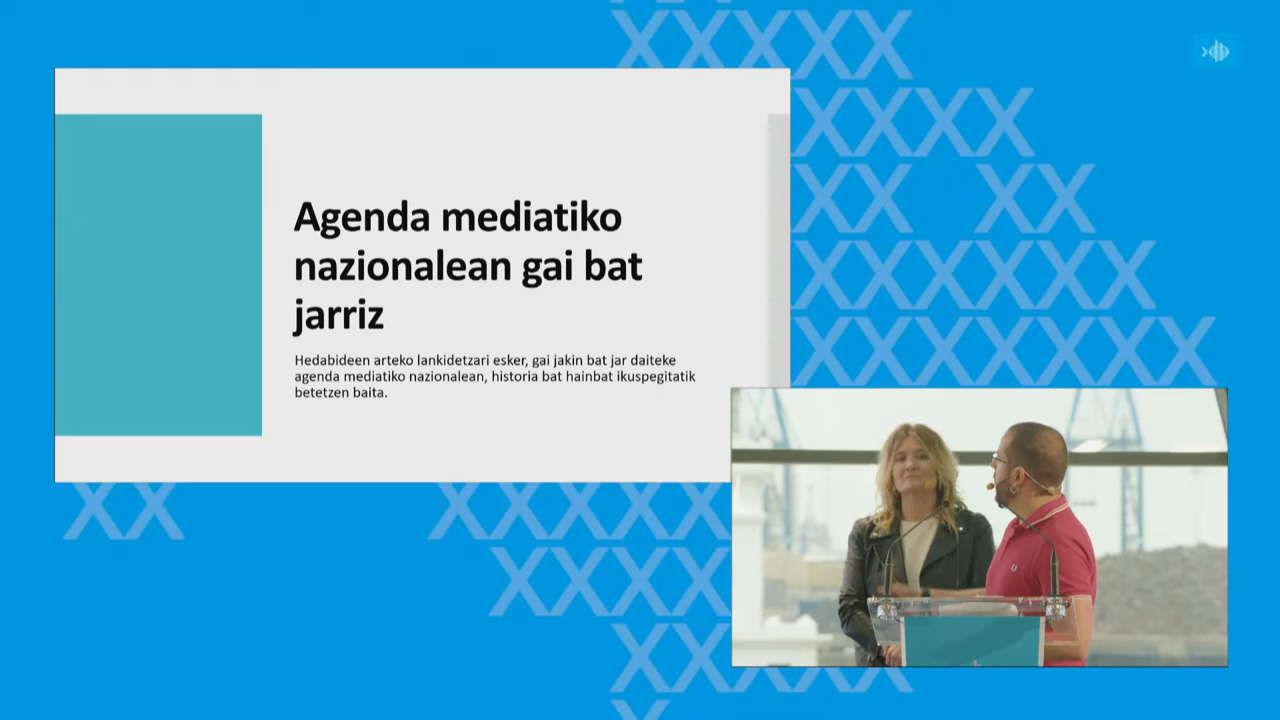 Agenda mediatiko
nazionalean gai bat
jarriz
Hedabideen arteko lankidetzari esker, gai jakin bat jar daiteke
agenda mediatiko nazionalean, historia bat hainbat ikuspegitatik
betetzen baita.